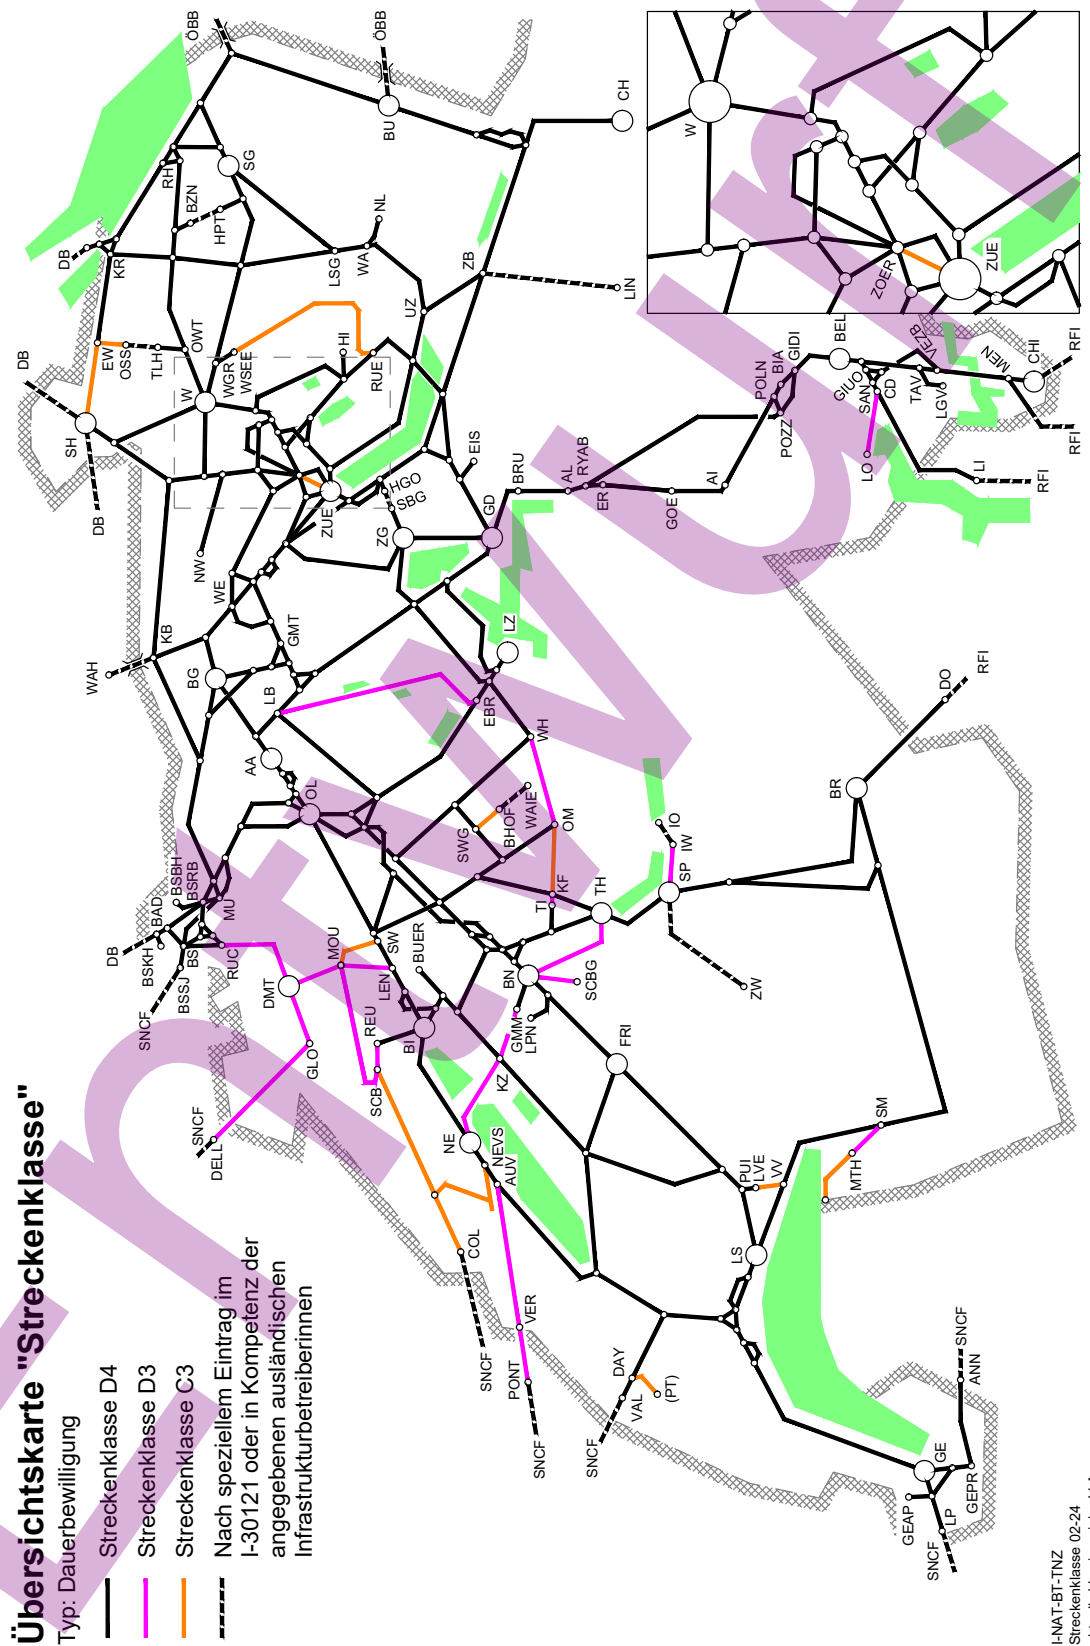 Übersichtskarte "Streckenklasse"
Typ: Dauerbewilligung
Streckenklasse D4
Streckenklasse D3
Streckenklasse C3
Nach speziellem Eintrag im
I-30121 oder in Kompetenz der
angegebenen ausländischen
Infrastrukturbetreiberinnen
I-NAT-BT-TNZ
Streckenklasse 02-24
Entwurf
ÖBB
ÖBB
BU
CH
RH
BZN
SG
HPT
DB
KR
NL
WA
LSG
ZB
LIN
UZ
DB
EW
OSS
TLH
OWT
WGR
WSEE
HI
RUE
W
SH
DB
NW
ZUE
HGO
SBG
ZG
EIS
GD
BRU
AL
RYAB
ER
GOE
AI
POLN
BIA
GIDI
POZZ
BEL
GIUO
SAN
CD
TAV
LGV
VEZB
MEN
CHI
RFI
RFI
LO
LI
RFI
W
ZOER
ZUE
WAH
KB
WE
GMT
BG
LB
LZ
EBR
WH
AA
OL
OM
WAIE
BHOF
SWG
KF
TI
TH
SP
IW
IO
ZW
BR
DO
RFI
BSBH
BSRB
MU
BAD
DB
BSKH
BS
BSSJ
SNCF
RUC
DMT
GLO
MOU
SW
LEN
BUER
REU
SCB
BI
BN
SCBG
GMM
LPN
KZ
FRI
SNCF
DELL
NE
NEVS
AUV
COL
SNCF
VER
PONT
SNCF
DAY
VAL
(PT)
SNCF
PUI
LVE
VV
LS
MTH
SM
GE
GEAP
LP
GEPR
SNCF
ANN
SNCF